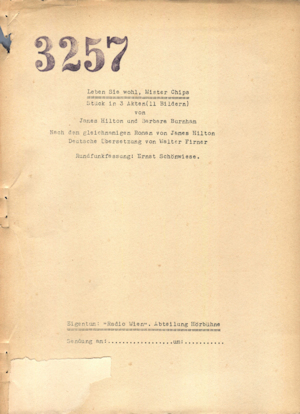 3257
Leben Sie wohl, Mister Chips
Stück in 3 Akten(11 Bildern)
von
James Hilton und Barbara Burnham
Nach dem gleichnamigen Roman von James Hilton
Deutsche Übersetzung von Walter Firner
Rundfunkfassung: Ernst Schönwiese.
Eigentum: "Radio Wien", Abteilung Hörbühne
Sendung am:..................um:...........